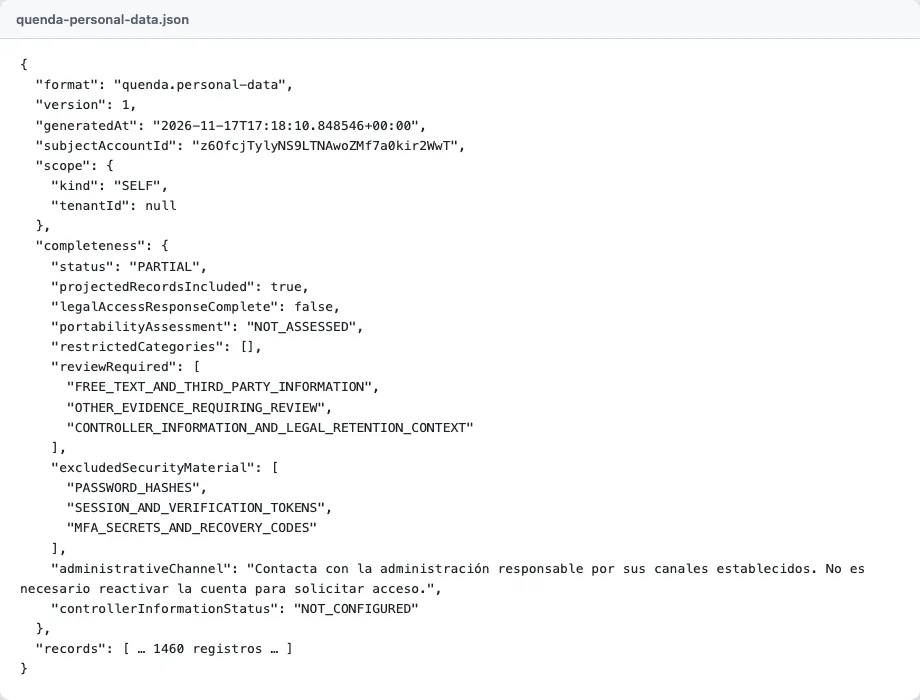 quenda-personal-data.json
{
  "format": "quenda.personal-data",
  "version": 1,
  "generatedAt": "2026-11-17T17:18:10.848546+00:00",
  "subjectAccountId": "z6OfcjTylyNS9LTNAwoZMf7a0kir2WwT",
  "scope": {
    "kind": "SELF",
    "tenantId": null
  },
  "completeness": {
    "status": "PARTIAL",
    "projectedRecordsIncluded": true,
    "legalAccessResponseComplete": false,
    "portabilityAssessment": "NOT_ASSESSED",
    "restrictedCategories": [],
    "reviewRequired": [
      "FREE_TEXT_AND_THIRD_PARTY_INFORMATION",
      "OTHER_EVIDENCE_REQUIRING_REVIEW",
      "CONTROLLER_INFORMATION_AND_LEGAL_RETENTION_CONTEXT"
    ],
    "excludedSecurityMaterial": [
      "PASSWORD_HASHES",
      "SESSION_AND_VERIFICATION_TOKENS",
      "MFA_SECRETS_AND_RECOVERY_CODES"
    ],
    "administrativeChannel": "Contacta con la administración responsable por sus canales establecidos. No es
necesario reactivar la cuenta para solicitar acceso.",
    "controllerInformationStatus": "NOT_CONFIGURED"
  },
  "records": [ … 1460 registros … ]
}